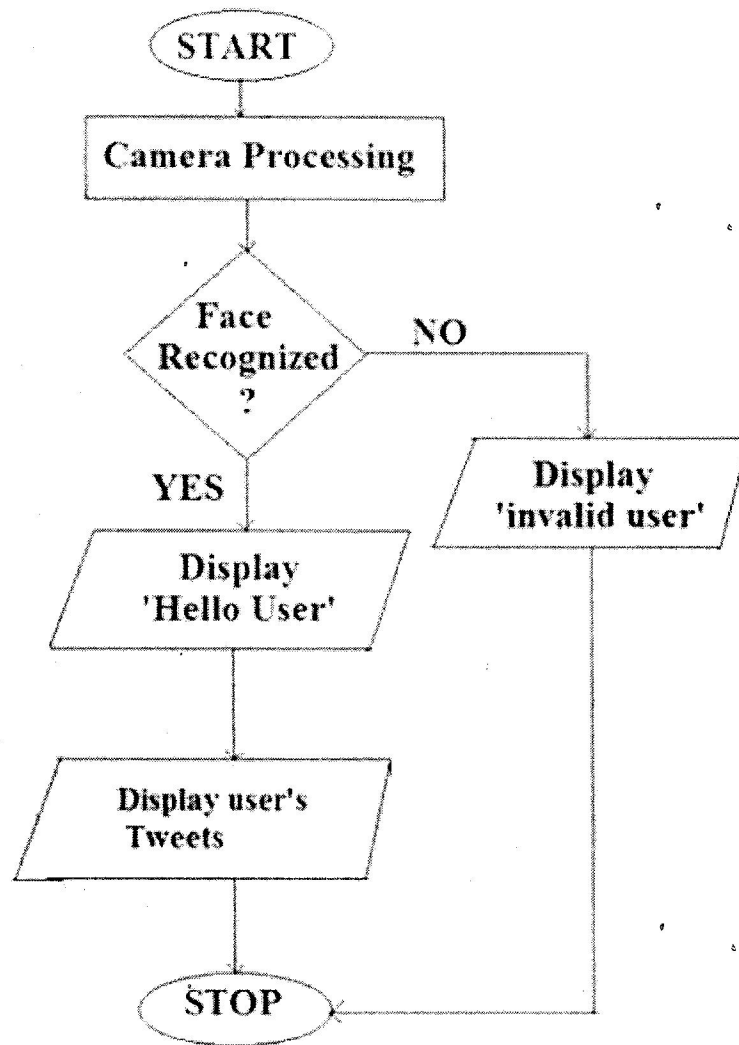 START
Camera Processing
Face
Recognized
?
NO
YES
Display
'invalid user'
Display
'Hello User'
Display user's
Tweets
STOP